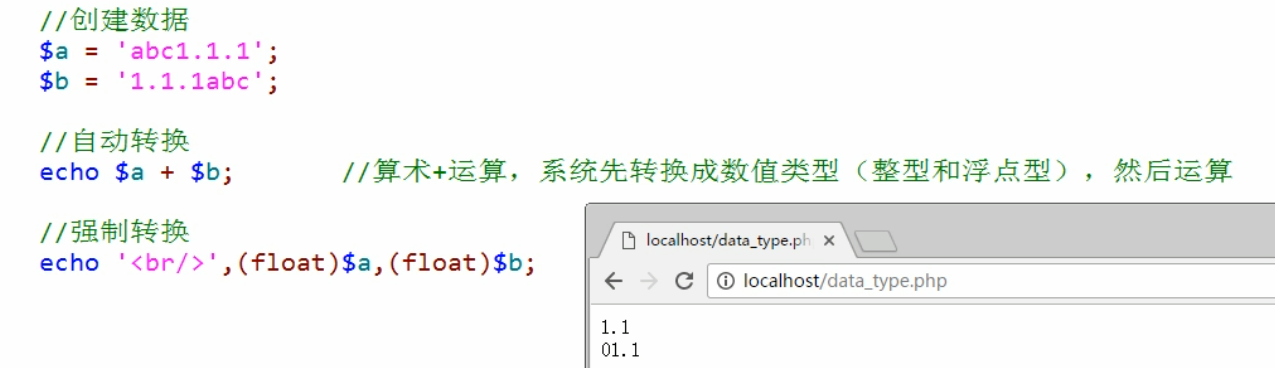 //创建数据
$a = 'abc1.1.1';
$b = '1.1.1abc';
//自动转换
echo $a + $b;        //算术+运算，系统先转换成数值类型（整型和浮点型），然后运算
//强制转换
echo '<br/>',(float)$a,(float)$b;
localhost/data_type.ph
localhost/data_type.php
1.1
01.1